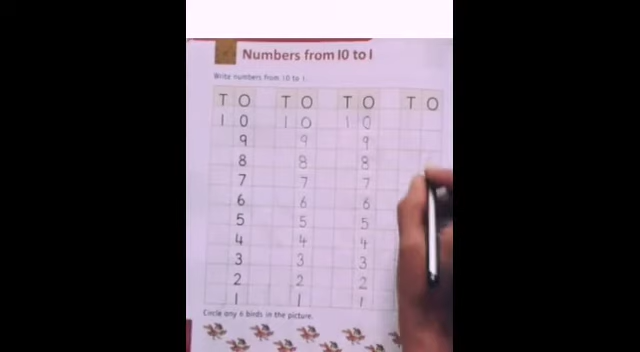 Numbers from 10 to 1
Write numbers from 10 to 1.
T O T O T O T O
1 0 1 0 1 0
9 9 9
8 8 8
7 7 7
6 6 6
5 5 5
4 4 4
3 3 3
2 2 2
1 1 1
Circle any 6 birds in the picture.